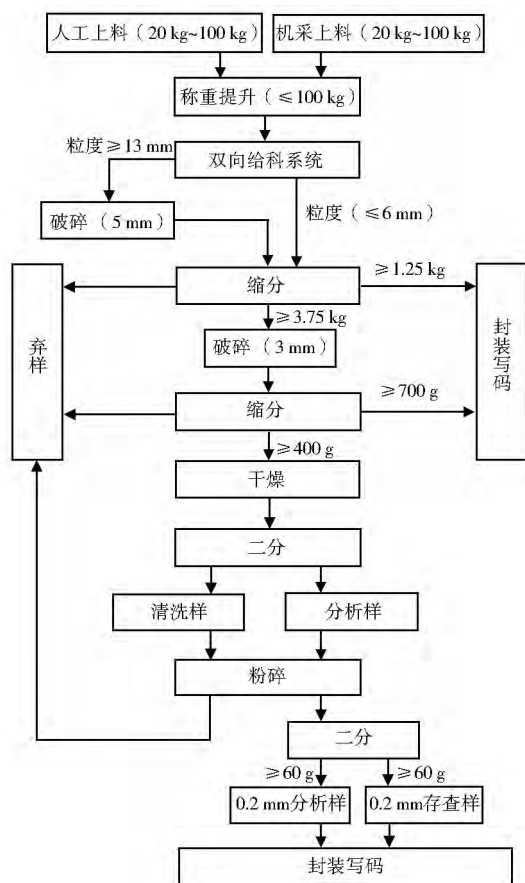 人工上料（20 kg~100 kg）
机采上料（20 kg~100 kg）
称重提升（≤100 kg）
粒度≥13 mm
双向给科系统
破碎（5 mm）
粒度（≤6 mm）
缩分
≥1.25 kg
弃样
封装写码
≥3.75 kg
破碎（3 mm）
缩分
≥700 g
≥400 g
干燥
二分
清洗样
分析样
粉碎
二分
≥60 g
≥60 g
0.2 mm分析样
0.2 mm存查样
封装写码